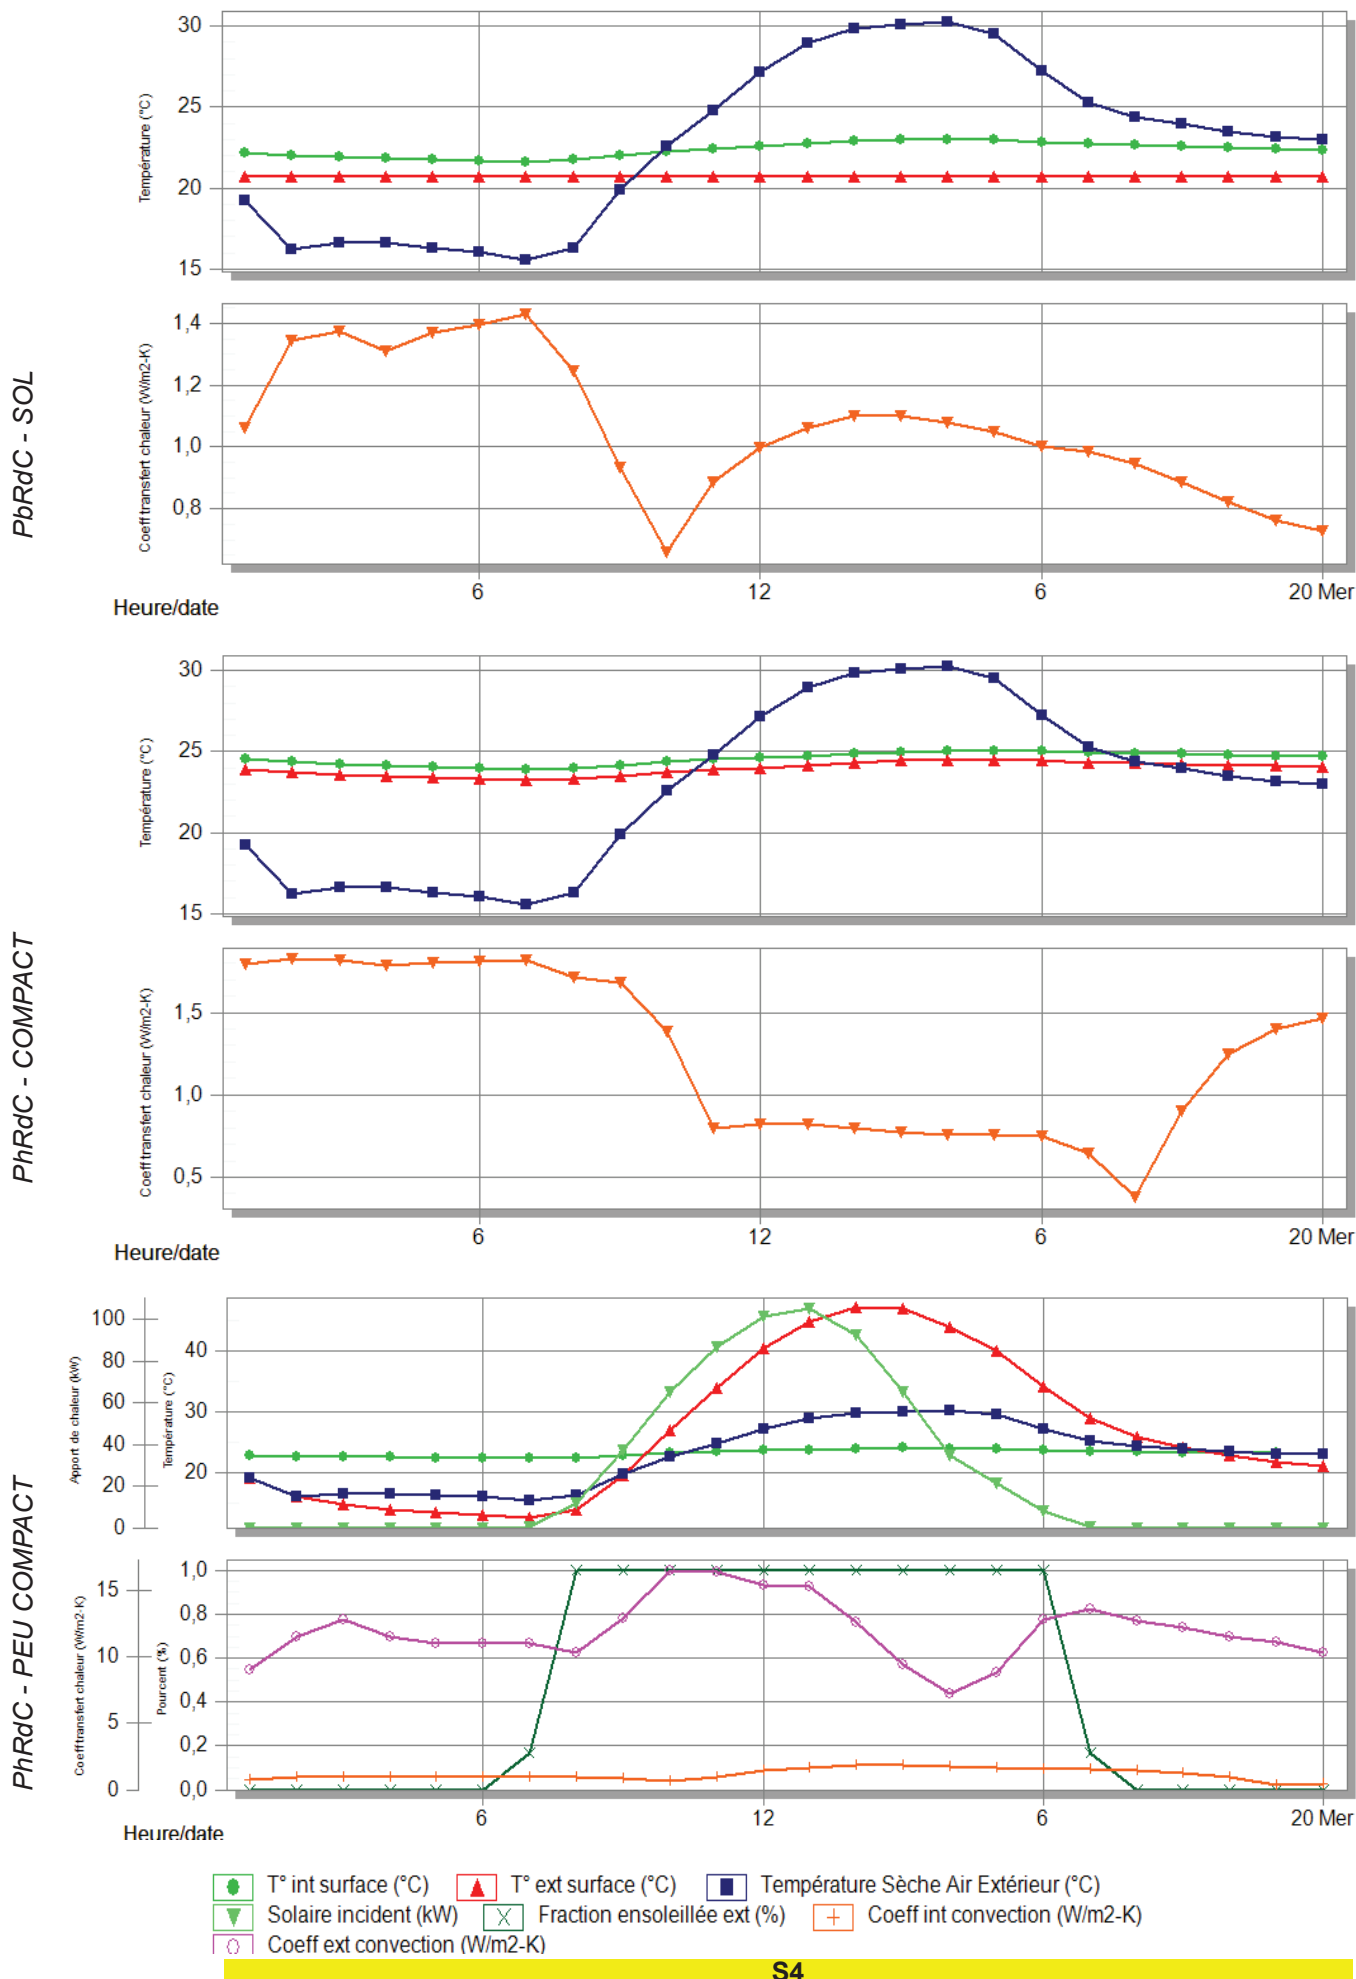 PbRdC - SOL
Température (°C)
30
25
20
15
Coeff transfert chaleur (W/m2-K)
1,4
1,2
1,0
0,8
6
12
6
20 Mer
Heure/date
PhRdC - COMPACT
Température (°C)
30
25
20
15
Coeff transfert chaleur (W/m2-K)
1,5
1,0
0,5
6
12
6
20 Mer
Heure/date
PhRdC - PEU COMPACT
Apport de chaleur (kW)
100
80
60
40
20
0
Température (°C)
40
30
20
Coeff transfert chaleur (W/m2-K)
15
10
5
0
Pourcent (%)
1,0
0,8
0,6
0,4
0,2
0,0
6
12
6
20 Mer
Heure/date
T° int surface (°C) T° ext surface (°C) Température Sèche Air Extérieur (°C)
Solaire incident (kW) Fraction ensoleillée ext (%) Coeff int convection (W/m2-K)
Coeff ext convection (W/m2-K)
S4